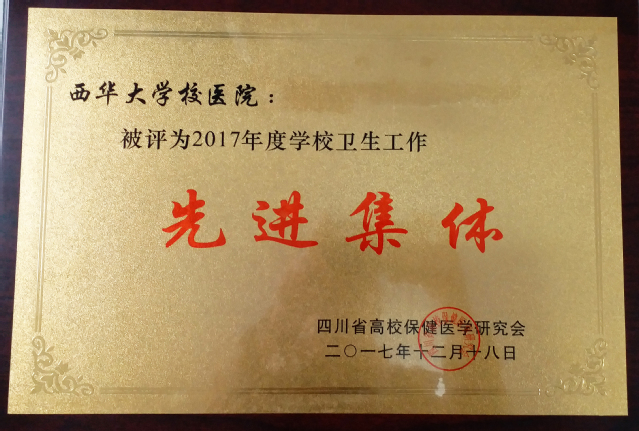 西华大学校医院：
被评为2017年度学校卫生工作
先进集体
四川省高校保健医学研究会
二〇一七年十二月十八日